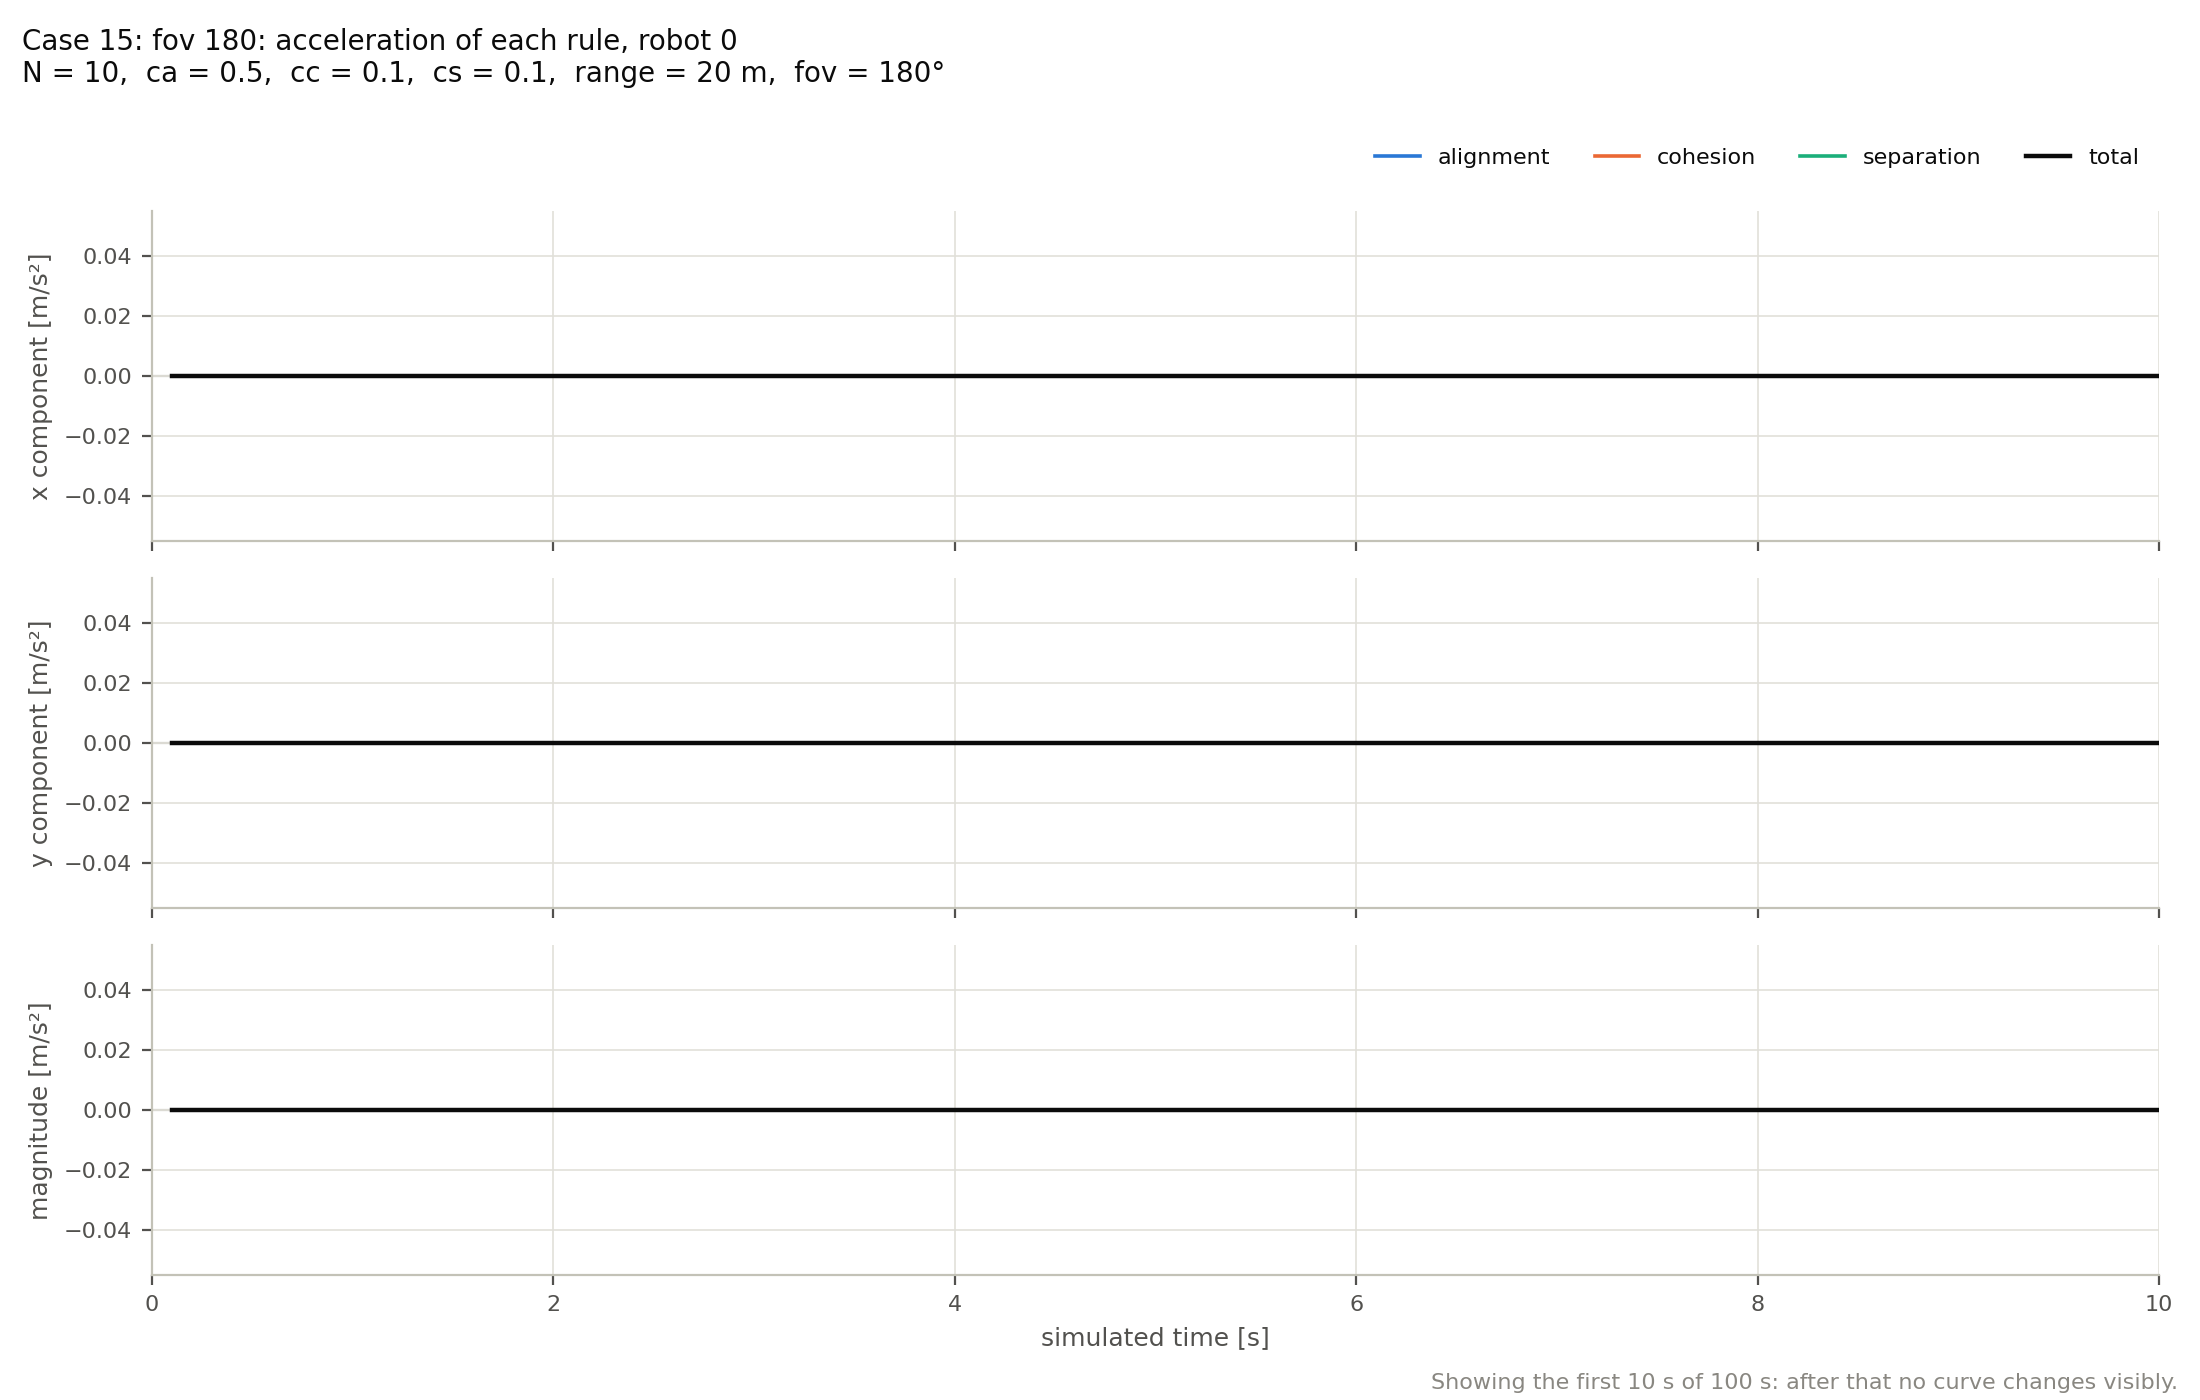 Case 15: fov 180: acceleration of each rule, robot 0
N = 10,  ca = 0.5,  cc = 0.1,  cs = 0.1,  range = 20 m,  fov = 180°
alignment cohesion separation total
x component [m/s²]
0.04
0.02
0.00
−0.02
−0.04
y component [m/s²]
0.04
0.02
0.00
−0.02
−0.04
magnitude [m/s²]
0.04
0.02
0.00
−0.02
−0.04
0 2 4 6 8 10
simulated time [s]
Showing the first 10 s of 100 s: after that no curve changes visibly.